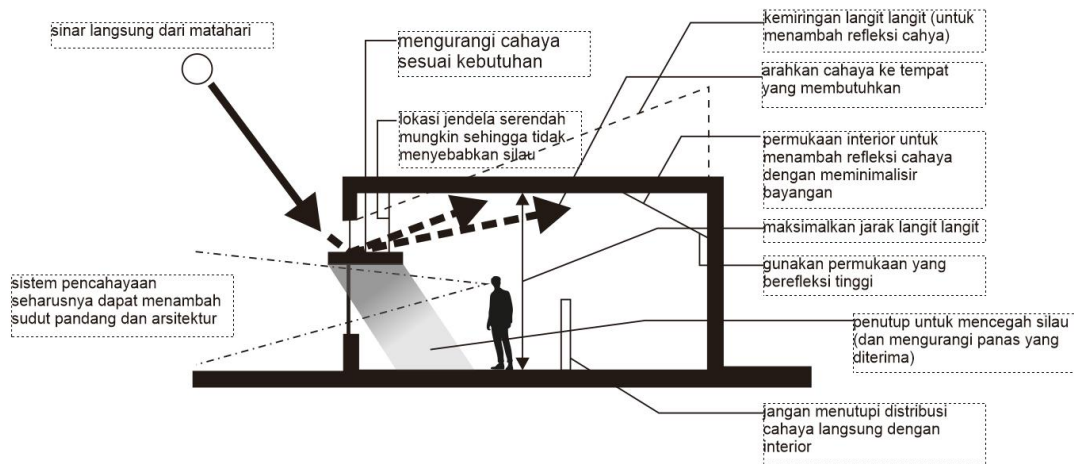 sinar langsung dari matahari
mengurangi cahaya
sesuai kebutuhan
lokasi jendela serendah
mungkin sehingga tidak
menyebabkan silau
sistem pencahayaan
seharusnya dapat menambah
sudut pandang dan arsitektur
kemiringan langit langit (untuk
menambah refleksi cahya)
arahkan cahaya ke tempat
yang membutuhkan
permukaan interior untuk
menambah refleksi cahaya
dengan meminimalisir
bayangan
maksimalkan jarak langit langit
gunakan permukaan yang
berefleksi tinggi
penutup untuk mencegah silau
(dan mengurangi panas yang
diterima)
jangan menutupi distribusi
cahaya langsung dengan
interior